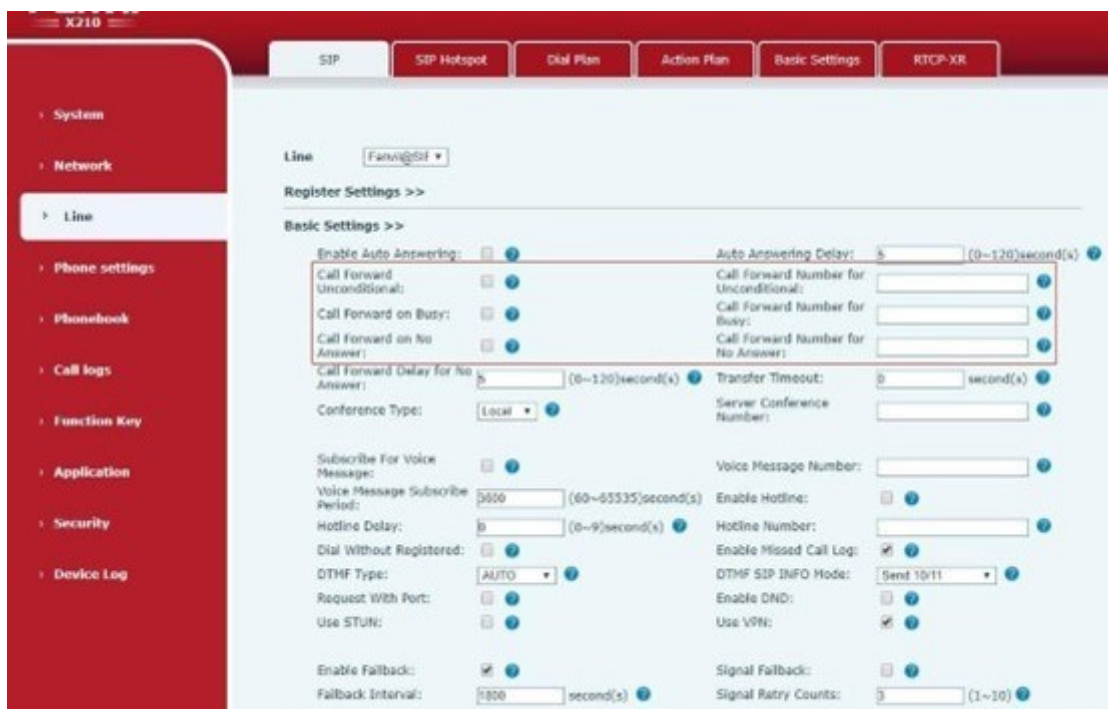 X210
SIP SIP Hotspot Dial Plan Action Plan Basic Settings RTCP-XR
System
Network
Line
Phone settings
Phonebook
Call logs
Function Key
Application
Security
Device Log
Line
Register Settings >>
Basic Settings >>
Enable Auto Answering: Auto Answering Delay: 5 (0~120)second(s)
Call Forward Call Forward Number for
Unconditional: Unconditional:
Call Forward on Busy: Call Forward Number for
Busy:
Call Forward on No Call Forward Number for
Answer: No Answer:
Call Forward Delay for No 5 (0~120)second(s) Transfer Timeout: 0 second(s)
Answer:
Conference Type: Local Server Conference
Number:
Subscribe For Voice
Message: Voice Message Number:
Voice Message Subscribe 3600 (60~65535)second(s) Enable Hotline:
Period:
Hotline Delay: 0 (0~9)second(s) Hotline Number:
Dial Without Registered: Enable Missed Call Log:
DTMF Type: AUTO DTMF SIP INFO Mode: Send 10/11
Request With Port: Enable DND:
Use STUN: Use VPN:
Enable Failback: Signal Failback:
Failback Interval: 1800 second(s) Signal Retry Counts: 3 (1~10)